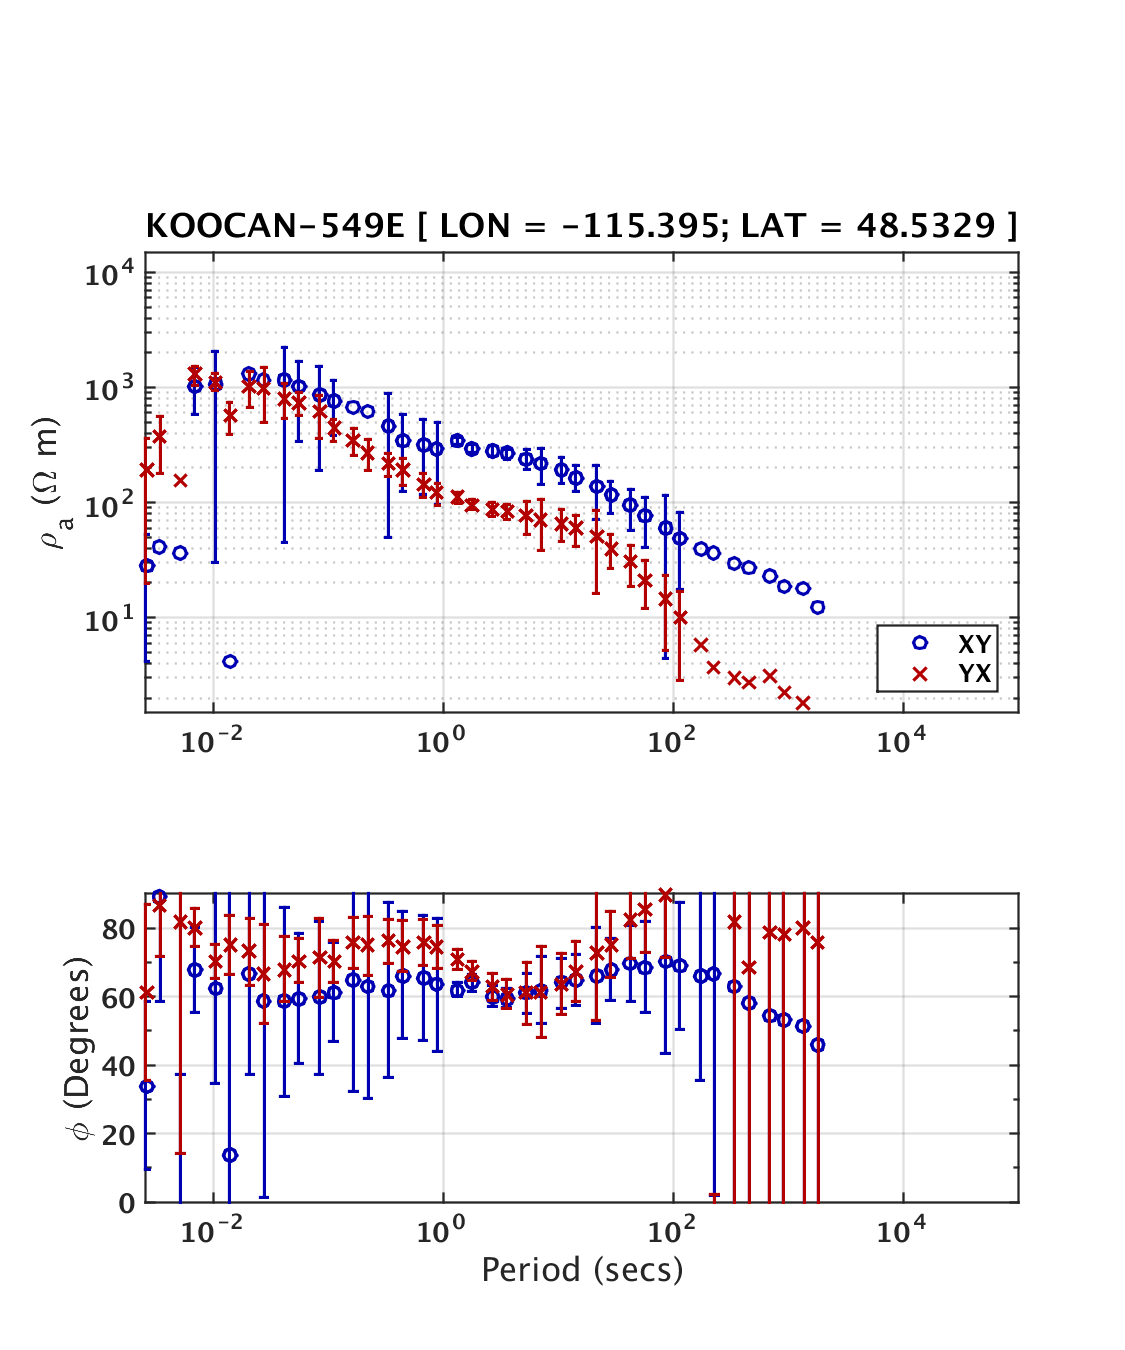 KOOCAN-549E [ LON = -115.395; LAT = 48.5329 ]
ρa (Ω m)
10^4
10^3
10^2
10^1
XY
YX
10^-2 10^0 10^2 10^4
ϕ (Degrees)
80
60
40
20
0
10^-2 10^0 10^2 10^4
Period (secs)